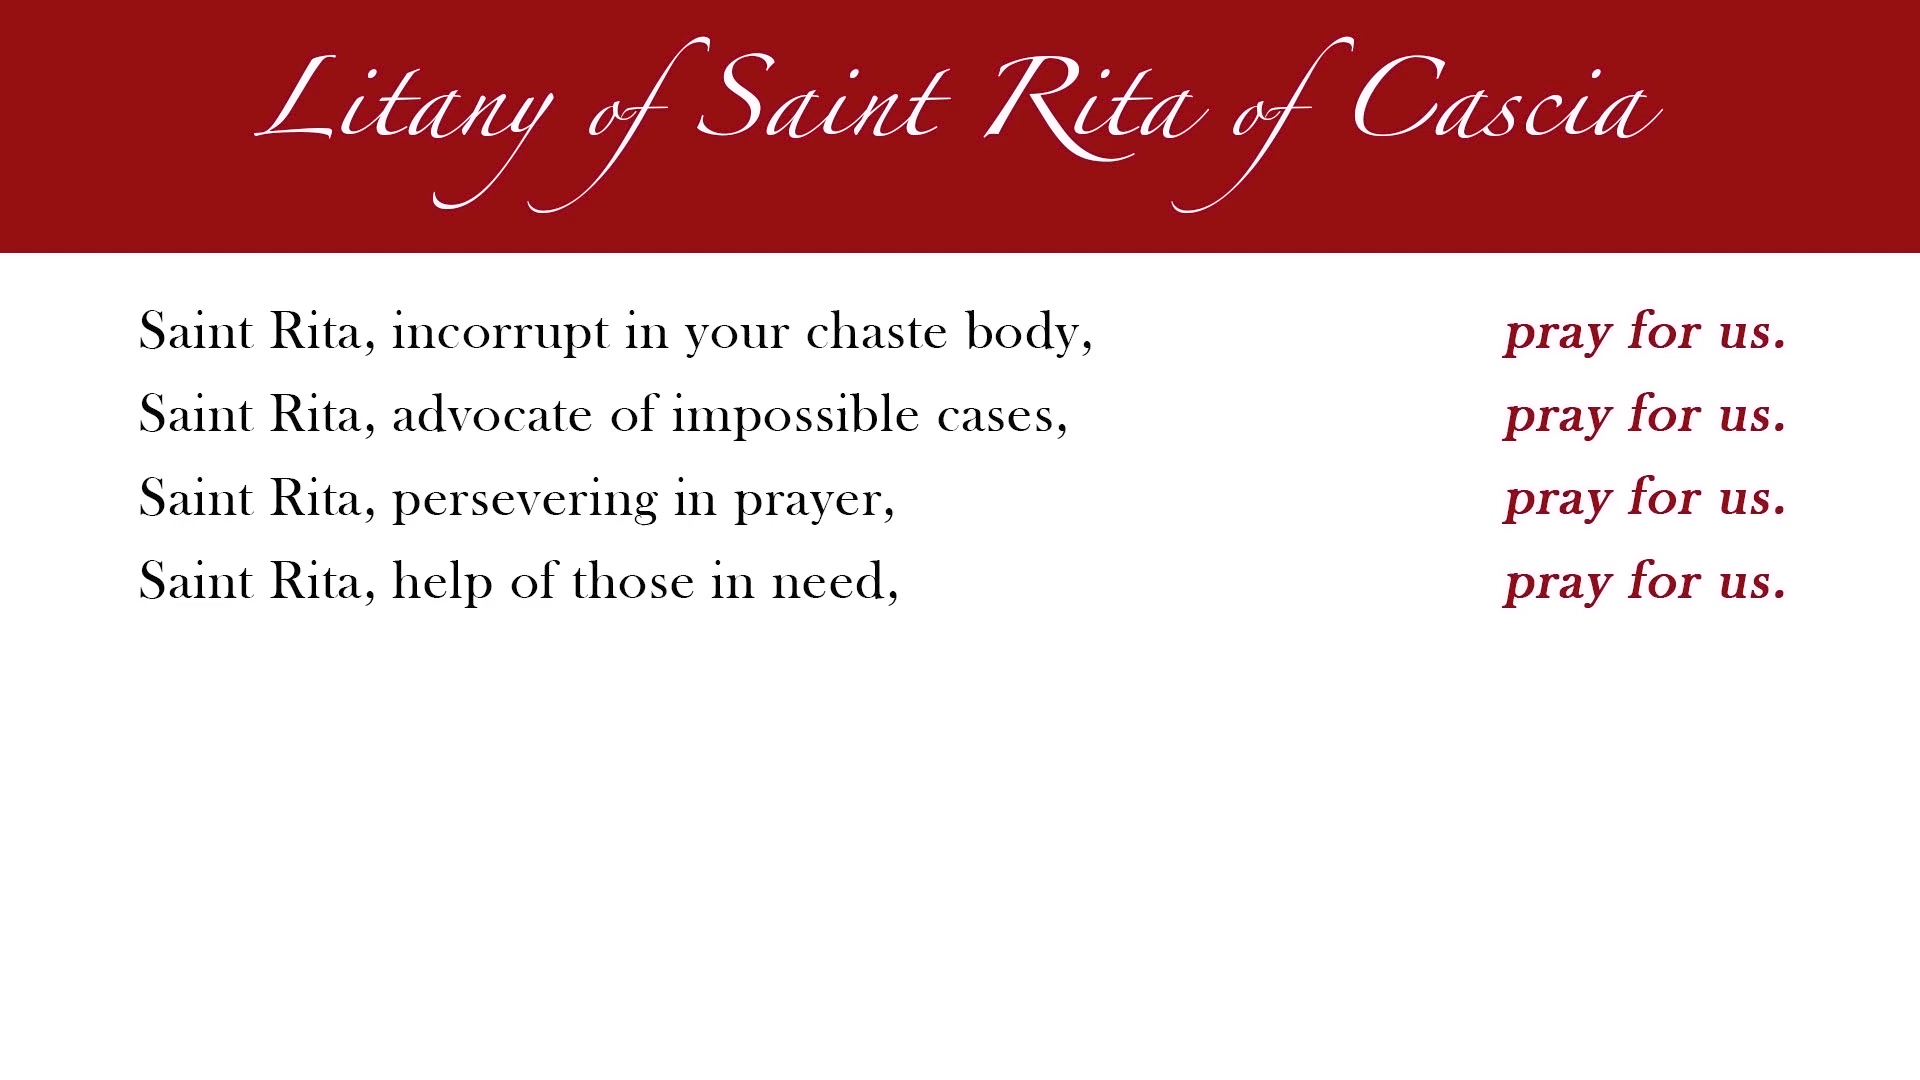 Litany of Saint Rita of Cascia
Saint Rita, incorrupt in your chaste body, pray for us.
Saint Rita, advocate of impossible cases, pray for us.
Saint Rita, persevering in prayer, pray for us.
Saint Rita, help of those in need, pray for us.